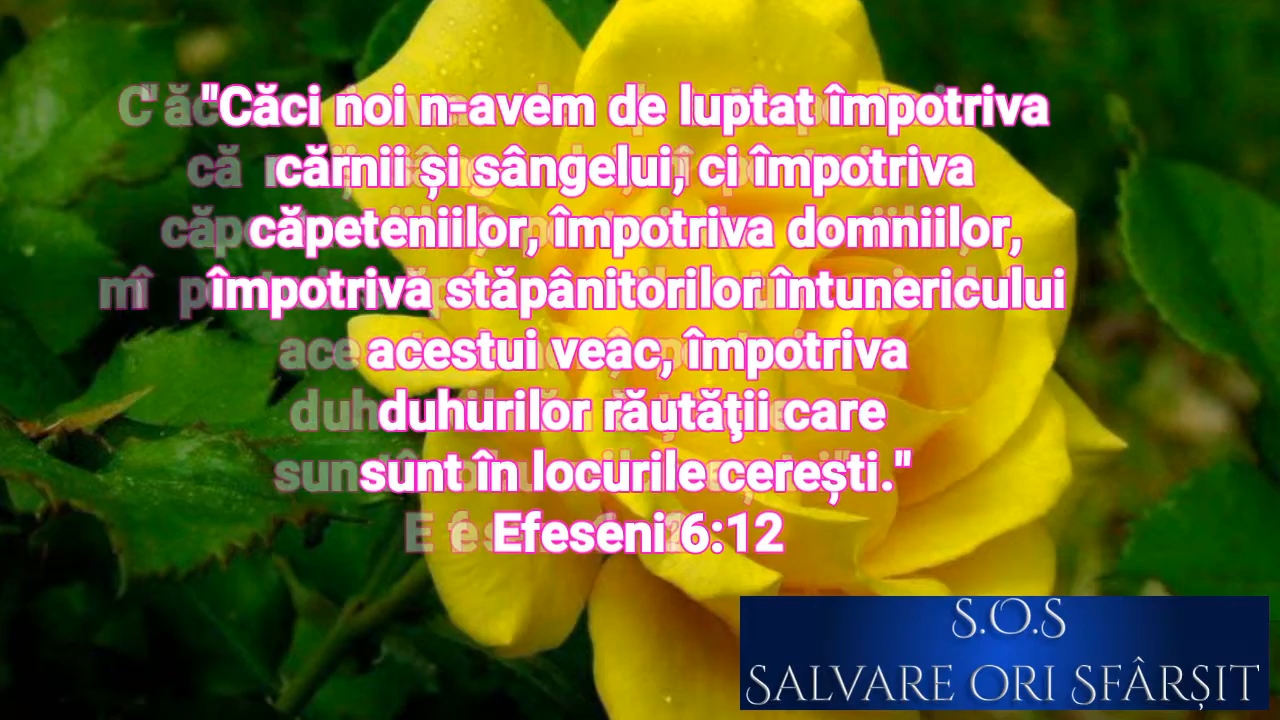 "Căci noi n-avem de luptat împotriva
cărnii și sângelui, ci împotriva
căpeteniilor, împotriva domniilor,
împotriva stăpânitorilor întunericului
acestui veac, împotriva
duhurilor răutăţii care
sunt în locurile cerești."
Efeseni 6:12
S.O.S
Salvare Ori Sfârșit